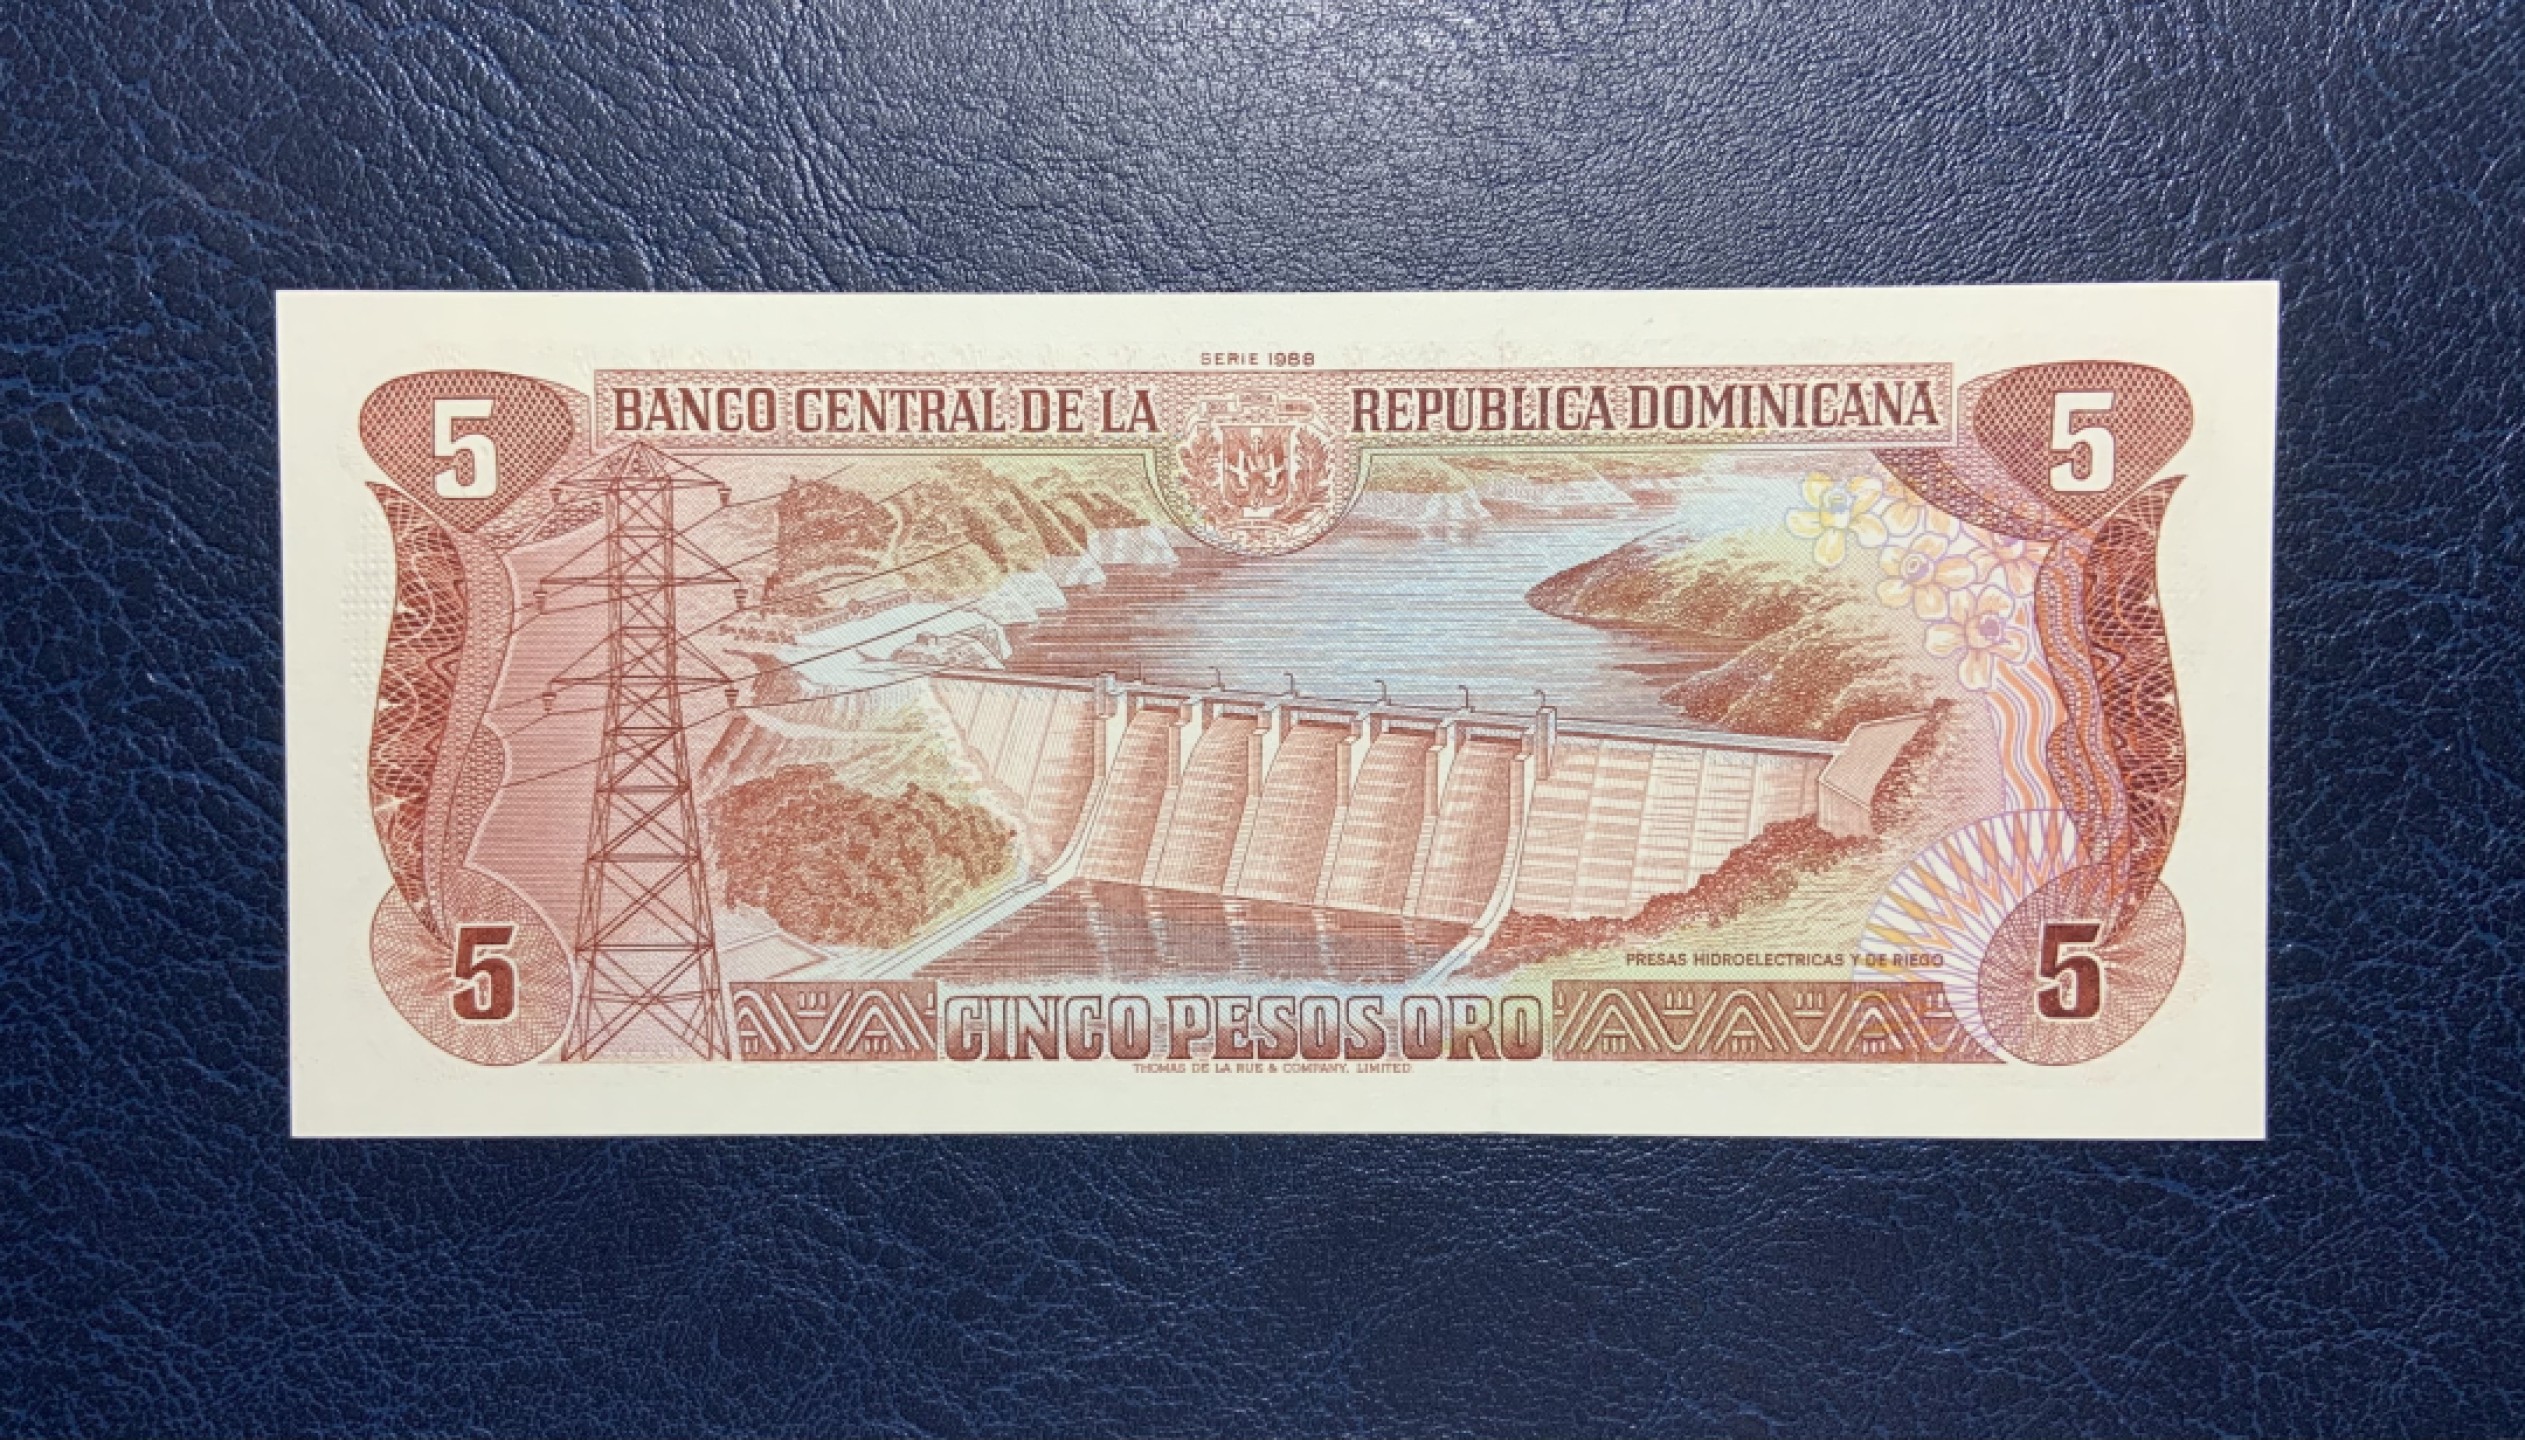 SERIE 1988
5 BANCO CENTRAL DE LA REPUBLICA DOMINICANA 5
PRESAS HIDROELECTRICAS Y DE RIEGO
5 CINCO PESOS ORO 5
THOMAS DE LA RUE & COMPANY, LIMITED.